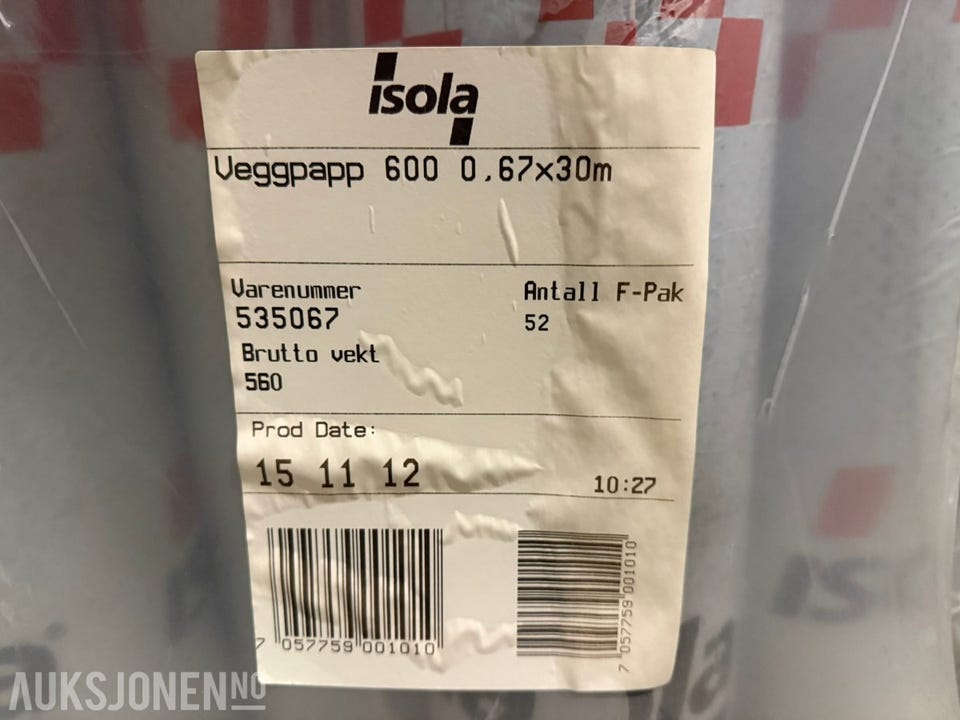 isola
Veggpapp 600 0,67x30m
Varenummer
535067
Antall F-Pak
52
Brutto vekt
560
Prod Date:
15 11 12
10:27
7 057759 001010
7 057759 001010
AUKSJONEN NO